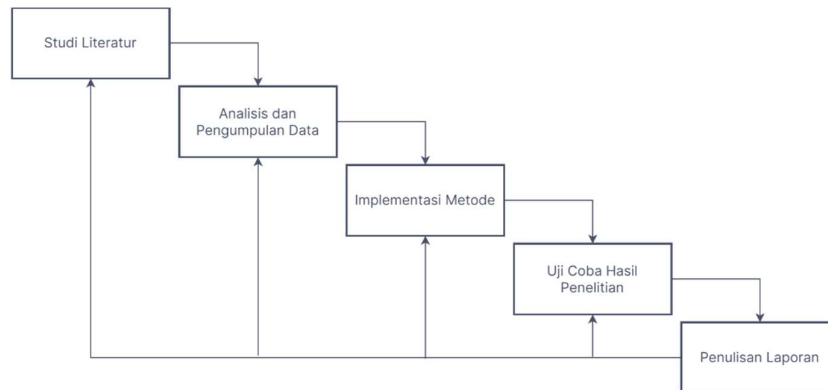 Studi Literatur
Analisis dan
Pengumpulan Data
Implementasi Metode
Uji Coba Hasil
Penelitian
Penulisan Laporan